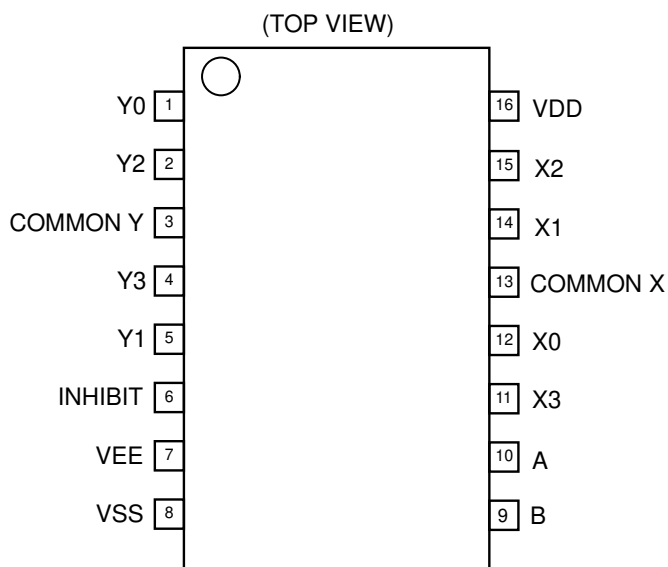 (TOP VIEW)
Y0 1 16 VDD
Y2 2 15 X2
COMMON Y 3 14 X1
Y3 4 13 COMMON X
Y1 5 12 X0
INHIBIT 6 11 X3
VEE 7 10 A
VSS 8 9 B